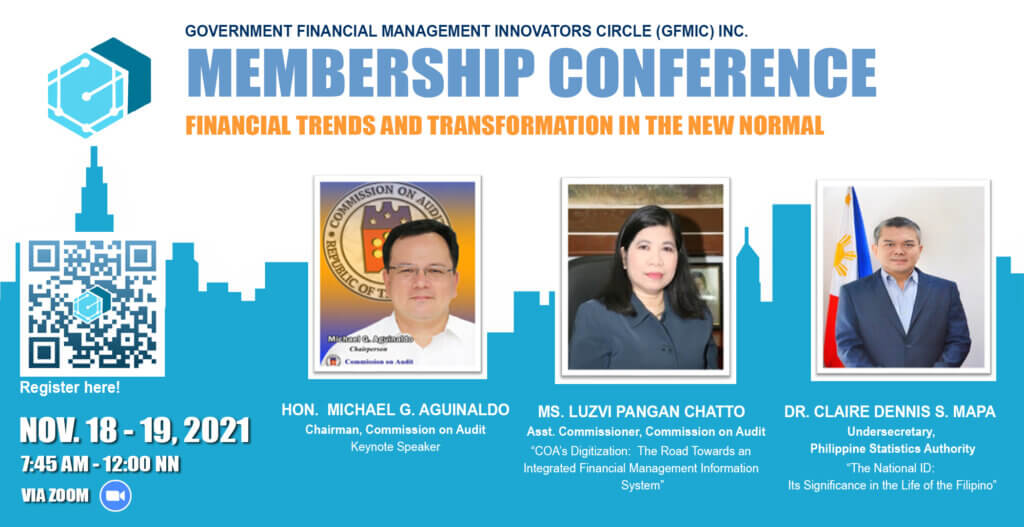 GOVERNMENT FINANCIAL MANAGEMENT INNOVATORS CIRCLE (GFMIC) INC.
MEMBERSHIP CONFERENCE
FINANCIAL TRENDS AND TRANSFORMATION IN THE NEW NORMAL
COMMISSION ON AUDIT
REPUBLIC OF T
Michael G. Aguinaldo
Chairperson
Commission on Audit
Register here!
NOV. 18 - 19, 2021
7:45 AM - 12:00 NN
VIA ZOOM
HON. MICHAEL G. AGUINALDO
Chairman, Commission on Audit
Keynote Speaker
MS. LUZVI PANGAN CHATTO
Asst. Commissioner, Commission on Audit
“COA’s Digitization: The Road Towards an
Integrated Financial Management Information
System”
DR. CLAIRE DENNIS S. MAPA
Undersecretary,
Philippine Statistics Authority
“The National ID:
Its Significance in the Life of the Filipino”